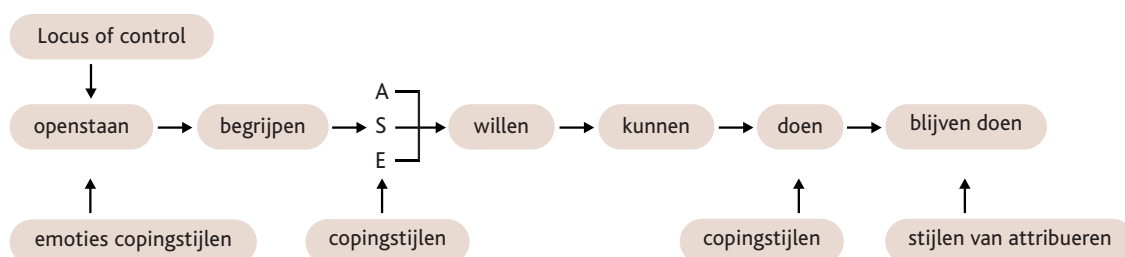 Locus of control
openstaan
begrijpen
A
S
E
willen
kunnen
doen
blijven doen
emoties copingstijlen
copingstijlen
copingstijlen
stijlen van attribueren